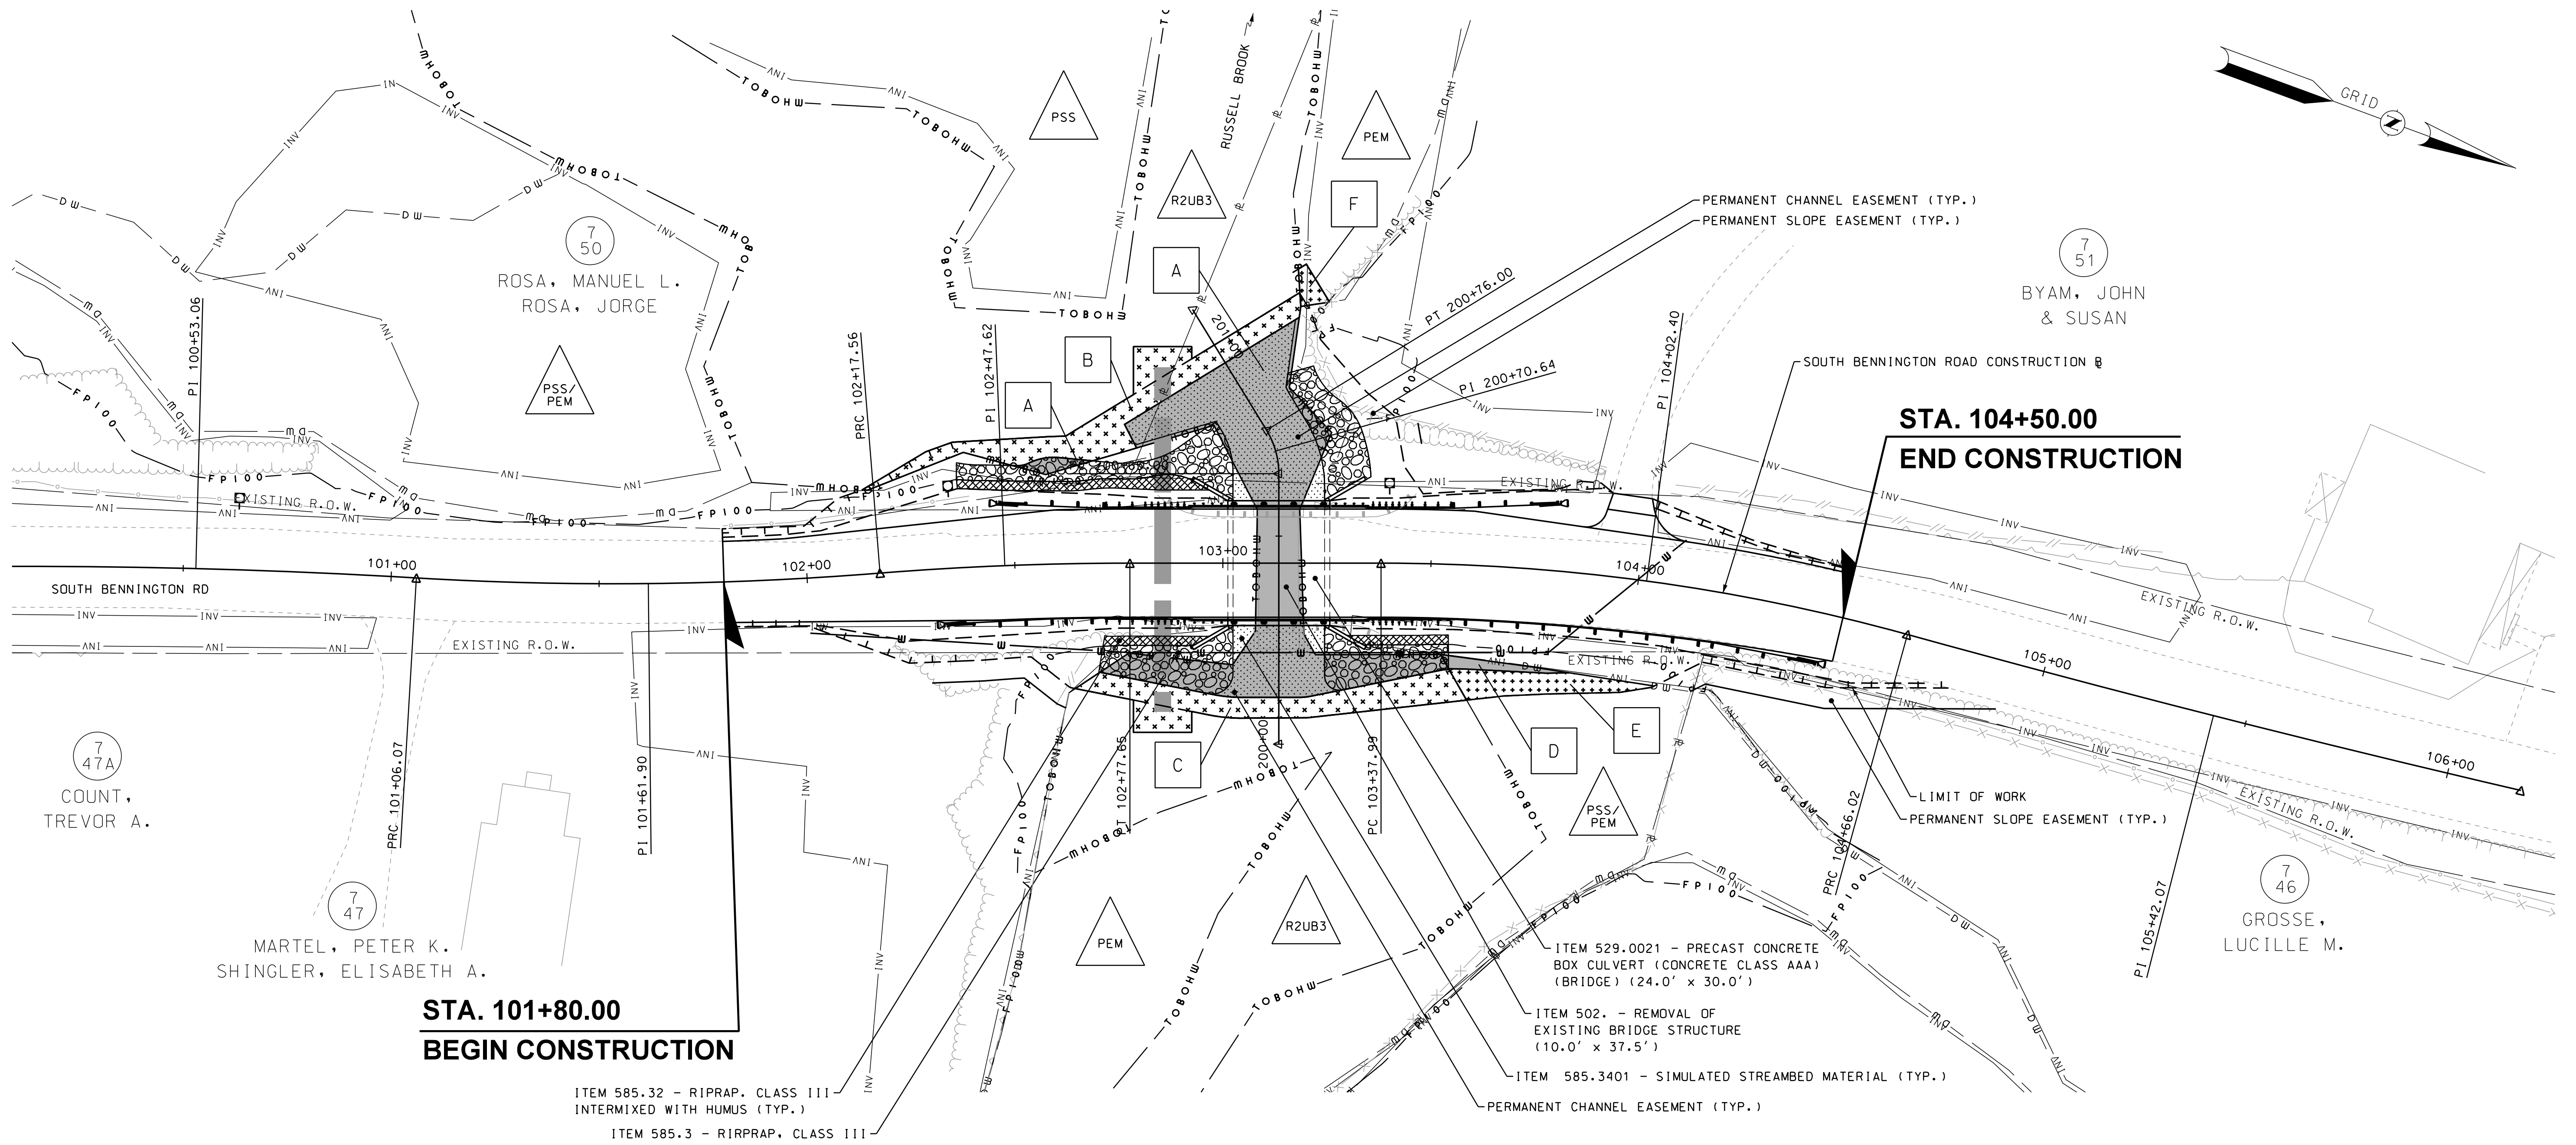 RUSSELL BROOK
GRID
N
PSS
PEM
R2UB3
F
A
B
A
PERMANENT CHANNEL EASEMENT (TYP.)
PERMANENT SLOPE EASEMENT (TYP.)
7
50
ROSA, MANUEL L.
ROSA, JORGE
7
51
BYAM, JOHN
& SUSAN
PSS/
PEM
PI 100+53.06
PRC 102+17.56
PI 102+47.62
201+00
PT 200+76.00
PI 200+70.64
PI 104+02.40
SOUTH BENNINGTON ROAD CONSTRUCTION ℄
STA. 104+50.00
END CONSTRUCTION
EXISTING R.O.W.
EXISTING R.O.W.
EXISTING R.O.W.
101+00
102+00
103+00
104+00
105+00
106+00
SOUTH BENNINGTON RD
EXISTING R.O.W.
EXISTING R.O.W.
EXISTING R.O.W.
INV
DW
TOBOHW
FP100
7
47A
COUNT,
TREVOR A.
PRC 101+06.07
PI 101+61.90
PT 102+77.65
200+00
PC 103+37.99
C
D
E
PSS/
PEM
LIMIT OF WORK
PERMANENT SLOPE EASEMENT (TYP.)
PRC 104+66.02
PI 105+42.07
7
46
GROSSE,
LUCILLE M.
7
47
MARTEL, PETER K.
SHINGLER, ELISABETH A.
PEM
R2UB3
STA. 101+80.00
BEGIN CONSTRUCTION
ITEM 529.0021 - PRECAST CONCRETE
BOX CULVERT (CONCRETE CLASS AAA)
(BRIDGE) (24.0' x 30.0')
ITEM 502. - REMOVAL OF
EXISTING BRIDGE STRUCTURE
(10.0' x 37.5')
ITEM 585.3401 - SIMULATED STREAMBED MATERIAL (TYP.)
PERMANENT CHANNEL EASEMENT (TYP.)
ITEM 585.32 - RIPRAP. CLASS III
INTERMIXED WITH HUMUS (TYP.)
ITEM 585.3 - RIRPRAP, CLASS III